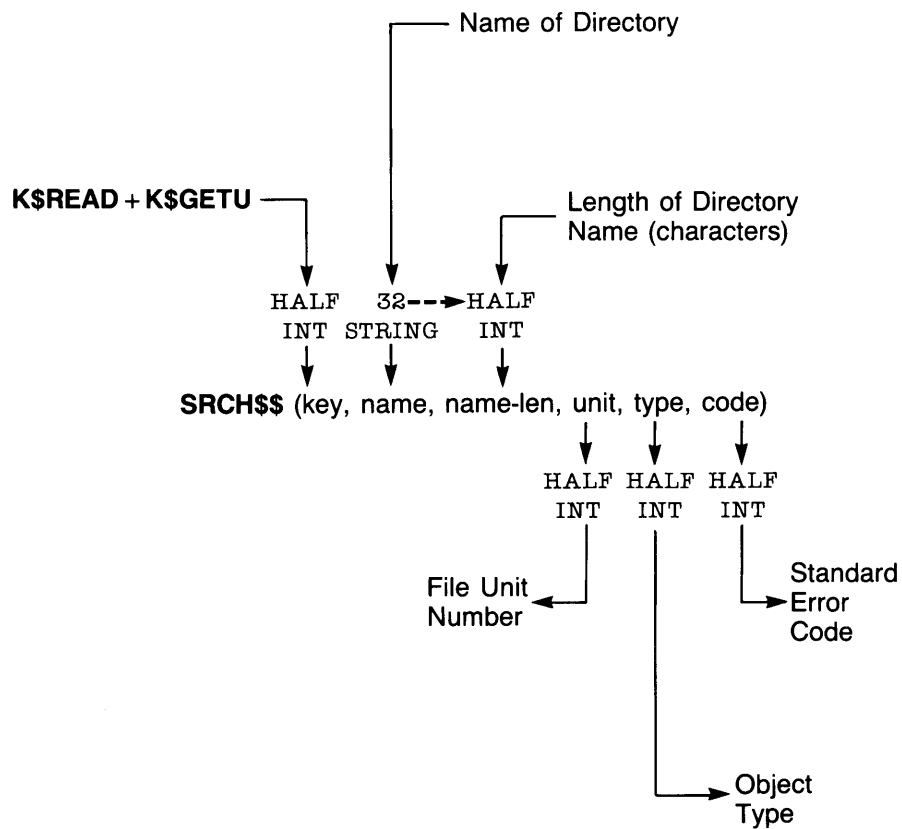 Name of Directory
K$READ + K$GETU
Length of Directory
Name (characters)
HALF 32 HALF
INT STRING INT
SRCH$$ (key, name, name-len, unit, type, code)
HALF HALF HALF
INT INT INT
File Unit
Number
Standard
Error
Code
Object
Type